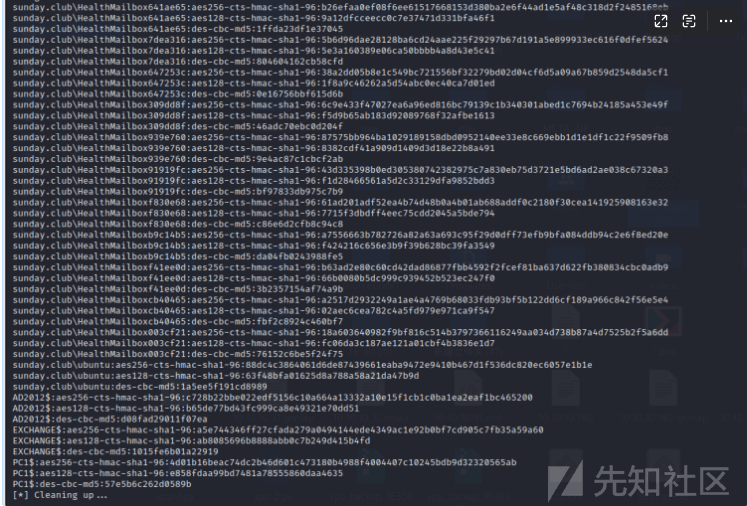 sunday.club\HealthMailbox641ae65:aes256-cts-hmac-sha1-96:b26efaa0ef08f6ee61517668153d380ba2e6f44ad1e5af48c318d2f2485168eb
sunday.club\HealthMailbox641ae65:aes128-cts-hmac-sha1-96:9a12dfcceecc0c7e37471d331bfa46f1
sunday.club\HealthMailbox641ae65:des-cbc-md5:1ffda23df1e37045
sunday.club\HealthMailbox7dea316:aes256-cts-hmac-sha1-96:5b6d96dae28128ba6cd24aae225f29297b67d191a5e899933ec616f0dfef5624
sunday.club\HealthMailbox7dea316:aes128-cts-hmac-sha1-96:5e3a160389e06ca50bbbb4a8d43e5c41
sunday.club\HealthMailbox7dea316:des-cbc-md5:804604162cb58cfd
sunday.club\HealthMailbox647253c:aes256-cts-hmac-sha1-96:38a2dd05b8e1c549bc721556bf32279bd02d04cf6d5a09a67b859d2548da5cf1
sunday.club\HealthMailbox647253c:aes128-cts-hmac-sha1-96:1f8a9c46262a5d54abc0ec40ca7d01ed
sunday.club\HealthMailbox647253c:des-cbc-md5:0e16756bbf615d6b
sunday.club\HealthMailbox309dd8f:aes256-cts-hmac-sha1-96:6c9e433f47027ea6a96ed816bc79139c1b340301abed1c7694b24185a453e49f
sunday.club\HealthMailbox309dd8f:aes128-cts-hmac-sha1-96:f5d9b65ab183d92089768f32afbe1613
sunday.club\HealthMailbox309dd8f:des-cbc-md5:46adc70ebc0d204f
sunday.club\HealthMailbox939e760:aes256-cts-hmac-sha1-96:87575bb964ba1029189158dbd0952140ee33e8c669ebb1d1e1df1c22f9509fb8
sunday.club\HealthMailbox939e760:aes128-cts-hmac-sha1-96:8382cdf41a909d1409d3d18e22b8a491
sunday.club\HealthMailbox939e760:des-cbc-md5:9e4ac87c1cbcf2ab
sunday.club\HealthMailbox91919fc:aes256-cts-hmac-sha1-96:43d335398b0ed305380742382975c7a830eb75d3721e5bd6ad2ae038c67320a3
sunday.club\HealthMailbox91919fc:aes128-cts-hmac-sha1-96:f1d28466561a5d2c33129dfa9852bdd3
sunday.club\HealthMailbox91919fc:des-cbc-md5:bf97833db975c7b9
sunday.club\HealthMailboxf830e68:aes256-cts-hmac-sha1-96:61ad201adf52ea4b74d48b0a4b01ab688addf0c2180f30cea141925908163e32
sunday.club\HealthMailboxf830e68:aes128-cts-hmac-sha1-96:7715f3dbdff4eec75cdd2045a5bde794
sunday.club\HealthMailboxf830e68:des-cbc-md5:c86e6d2cfb8c94c8
sunday.club\HealthMailboxb9c14b5:aes256-cts-hmac-sha1-96:a7556663b782726a82a63a693c95f29d0dff73efb9bfa084ddb94c2e6f8ed20e
sunday.club\HealthMailboxb9c14b5:aes128-cts-hmac-sha1-96:f424216c656e3b9f39b628bc39fa3549
sunday.club\HealthMailboxb9c14b5:des-cbc-md5:da04fb0243988fe5
sunday.club\HealthMailboxf41ee0d:aes256-cts-hmac-sha1-96:b63ad2e80c60cd42dad86877fbb4592f2fcef81ba637d622fb380834cbc0adb9
sunday.club\HealthMailboxf41ee0d:aes128-cts-hmac-sha1-96:66b0080b5dc999c939452b523ec247f0
sunday.club\HealthMailboxf41ee0d:des-cbc-md5:3b2357154af74a9b
sunday.club\HealthMailboxcb40465:aes256-cts-hmac-sha1-96:a2517d2932249a1ae4a4769b68033fdb93bf5b122dd6cf189a966c842f56e5e4
sunday.club\HealthMailboxcb40465:aes128-cts-hmac-sha1-96:02aec6cea782c4a5fd979e971ca9f547
sunday.club\HealthMailboxcb40465:des-cbc-md5:fbf2c8924c460bf7
sunday.club\HealthMailbox003cf21:aes256-cts-hmac-sha1-96:18a603640982f9bf816c514b3797366116249aa034d738b87a4d7525b2f5a6dd
sunday.club\HealthMailbox003cf21:aes128-cts-hmac-sha1-96:fc06da3c187ae121a01cbf4b3836e1d7
sunday.club\HealthMailbox003cf21:des-cbc-md5:76152c6be5f24f75
sunday.club\ubuntu:aes256-cts-hmac-sha1-96:88dc4c3864061d6de87439661eaba9472e9410b467d1f536dc820ec6057e1b1e
sunday.club\ubuntu:aes128-cts-hmac-sha1-96:63f48bfa01625d8a788a58a21da47b9d
sunday.club\ubuntu:des-cbc-md5:1a5ee5f191cd8989
AD2012$:aes256-cts-hmac-sha1-96:c728b22bbe022edf5156c10a664a13332a10e15f1cb1c0ba1ea2eaf1bc465200
AD2012$:aes128-cts-hmac-sha1-96:b65de77bd43fc999ca8e49321e70dd51
AD2012$:des-cbc-md5:d08fad29011f07ea
EXCHANGE$:aes256-cts-hmac-sha1-96:a5e744346ff27cfada279a0494144ede4349ac1e92b0bf7cd905c7fb35a59a60
EXCHANGE$:aes128-cts-hmac-sha1-96:ab8085696b8888abb0c7b249d415b4fd
EXCHANGE$:des-cbc-md5:1015fe6b01a22919
PC1$:aes256-cts-hmac-sha1-96:4d01b16beac74dc2b46d601c473180b4988f4004407c10245bdb9d32320565ab
PC1$:aes128-cts-hmac-sha1-96:e858fdaa99bd7481a78555860daa4635
PC1$:des-cbc-md5:57e5b6c262d0589b
[*] Cleaning up...
先知社区